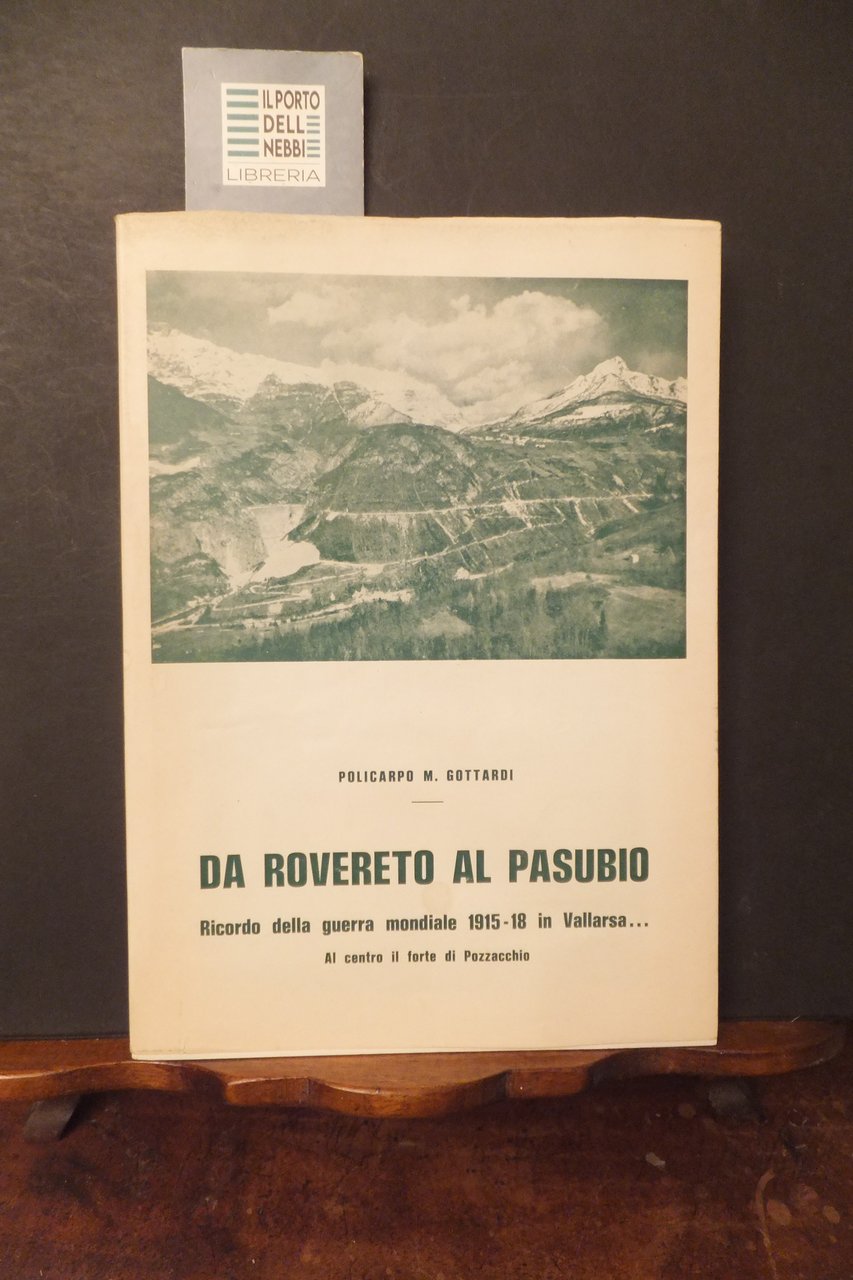 IL PORTO
DELL
NEBBI
LIBRERIA
POLICARPO M. GOTTARDI
DA ROVERETO AL PASUBIO
Ricordo della guerra mondiale 1915-18 in Vallarsa...
Al centro il forte di Pozzacchio